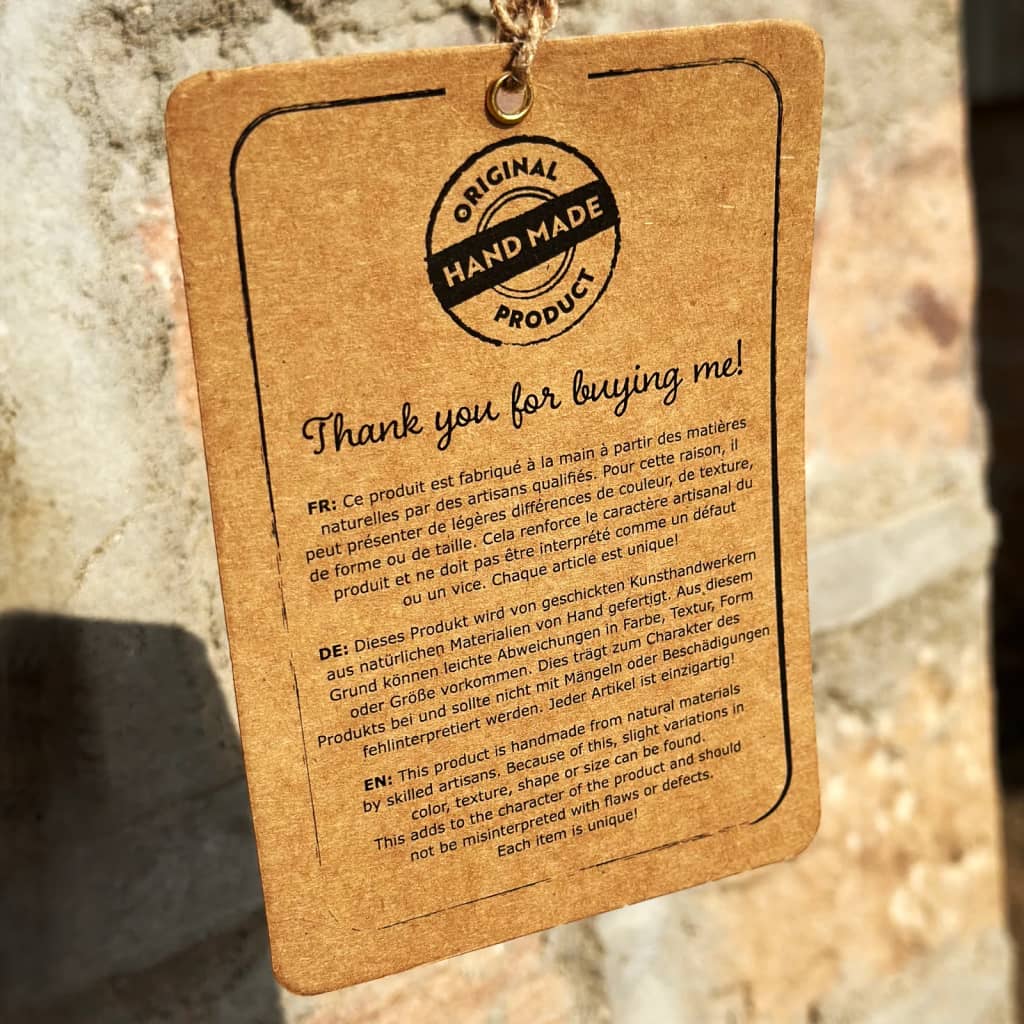 ORIGINAL
HAND MADE
PRODUCT
Thank you for buying me!
FR: Ce produit est fabriqué à la main à partir des matières
naturelles par des artisans qualifiés. Pour cette raison, il
peut présenter de légères différences de couleur, de texture,
de forme ou de taille. Cela renforce le caractère artisanal du
produit et ne doit pas être interprété comme un défaut
ou un vice. Chaque article est unique!
DE: Dieses Produkt wird von geschickten Kunsthandwerkern
aus natürlichen Materialien von Hand gefertigt. Aus diesem
Grund können leichte Abweichungen in Farbe, Textur, Form
oder Größe vorkommen. Dies trägt zum Charakter des
Produkts bei und sollte nicht mit Mängeln oder Beschädigungen
fehlinterpretiert werden. Jeder Artikel ist einzigartig!
EN: This product is handmade from natural materials
by skilled artisans. Because of this, slight variations in
color, texture, shape or size can be found.
This adds to the character of the product and should
not be misinterpreted with flaws or defects.
Each item is unique!